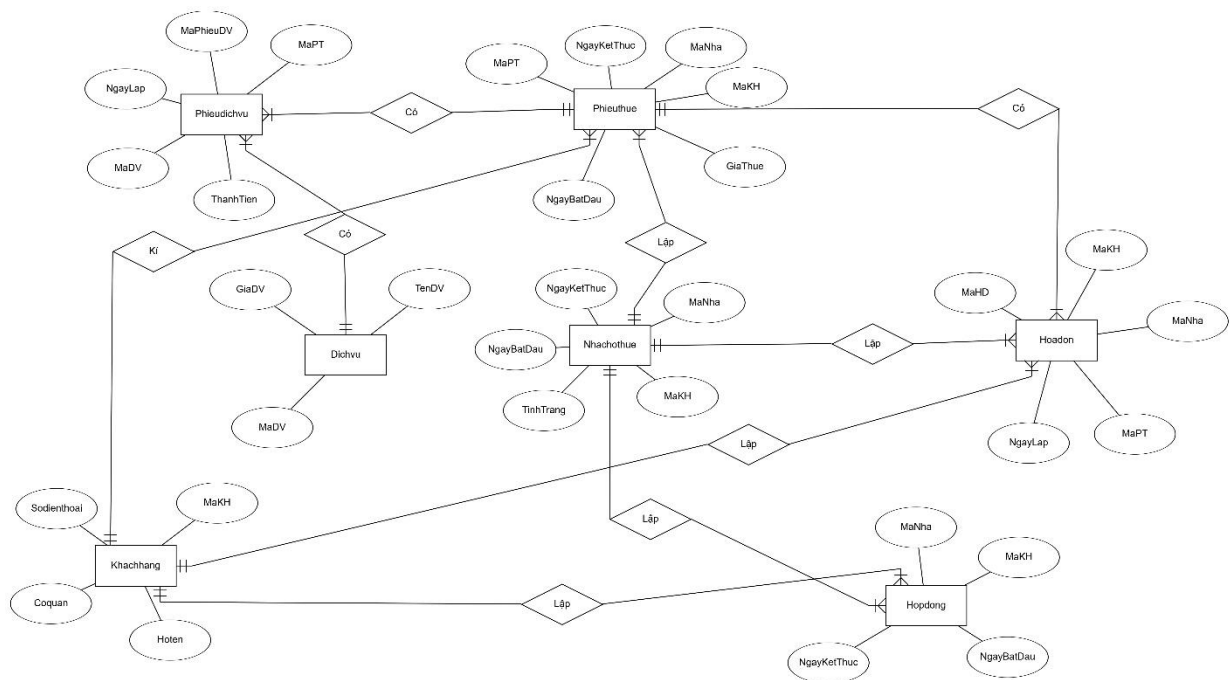 MaPhieuDV
MaPT
NgayLap
Phieudichvu
MaDV
ThanhTien
Có
NgayKetThuc
MaNha
MaPT
MaKH
Phieuthue
GiaThue
NgayBatDau
Có
Kí
Có
Lập
GiaDV
TenDV
Dichvu
MaDV
NgayKetThuc
MaNha
NgayBatDau
Nhachothue
TinhTrang
MaKH
Lập
MaKH
MaHD
MaNha
Hoadon
NgayLap
MaPT
Lập
Sodienthoai
MaKH
Khachhang
Coquan
Hoten
Lập
Lập
MaNha
MaKH
Hopdong
NgayKetThuc
NgayBatDau